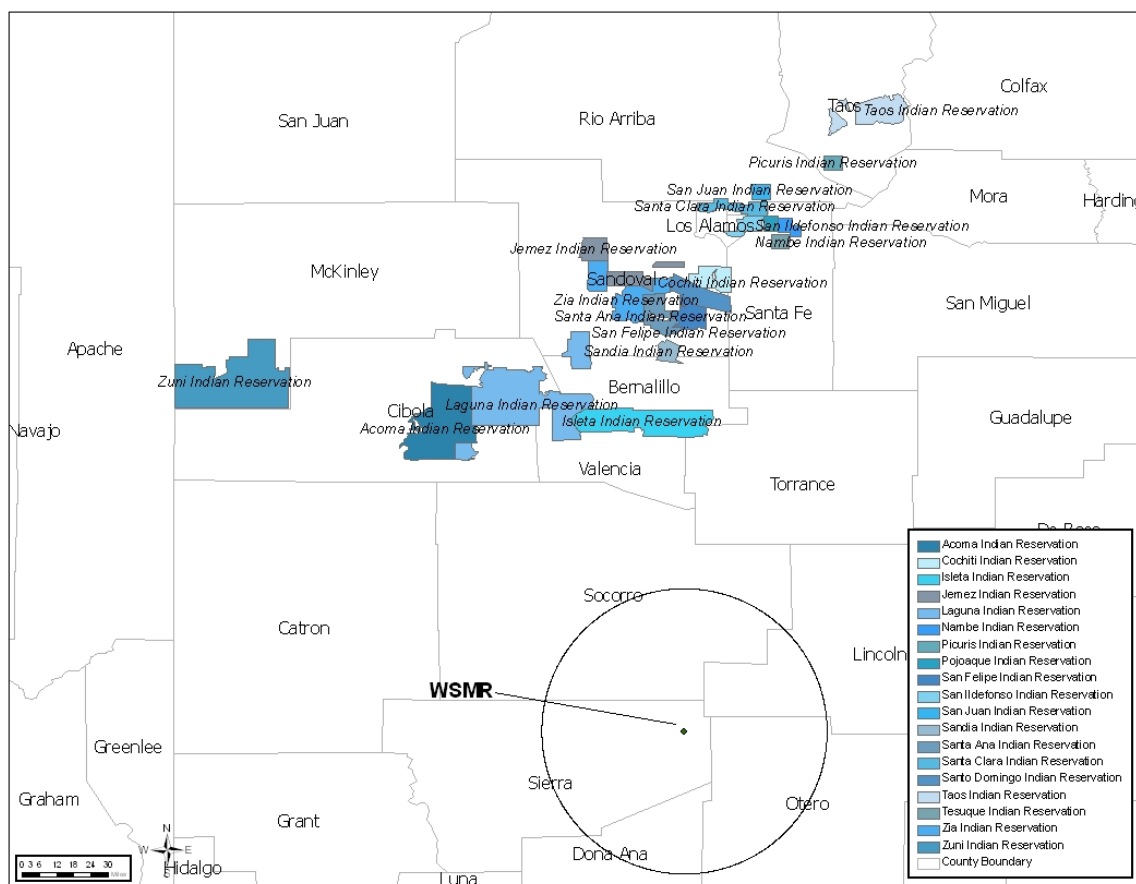 Colfax
Taos
Taos Indian Reservation
San Juan
Rio Arriba
Picuris Indian Reservation
San Juan Indian Reservation
Mora
Harding
Santa Clara Indian Reservation
Los Alamos
San Ildefonso Indian Reservation
Nambe Indian Reservation
Jemez Indian Reservation
McKinley
Sandoval
Cochiti Indian Reservation
Zia Indian Reservation
San Miguel
Santa Fe
Santa Ana Indian Reservation
San Felipe Indian Reservation
Apache
Sandia Indian Reservation
Zuni Indian Reservation
Bernalillo
Cibola
Laguna Indian Reservation
Isleta Indian Reservation
Guadalupe
Acoma Indian Reservation
Navajo
Valencia
Torrance
Socorro
Catron
Lincoln
WSMR
Greenlee
Sierra
Graham
Otero
Grant
Dona Ana
Hidalgo
Luna
N
W
E
S
0 3 6 12 18 24 30
Miles
Acoma Indian Reservation
Cochiti Indian Reservation
Isleta Indian Reservation
Jemez Indian Reservation
Laguna Indian Reservation
Nambe Indian Reservation
Picuris Indian Reservation
Pojoaque Indian Reservation
San Felipe Indian Reservation
San Ildefonso Indian Reservation
San Juan Indian Reservation
Sandia Indian Reservation
Santa Ana Indian Reservation
Santa Clara Indian Reservation
Santo Domingo Indian Reservation
Taos Indian Reservation
Tesuque Indian Reservation
Zia Indian Reservation
Zuni Indian Reservation
County Boundary